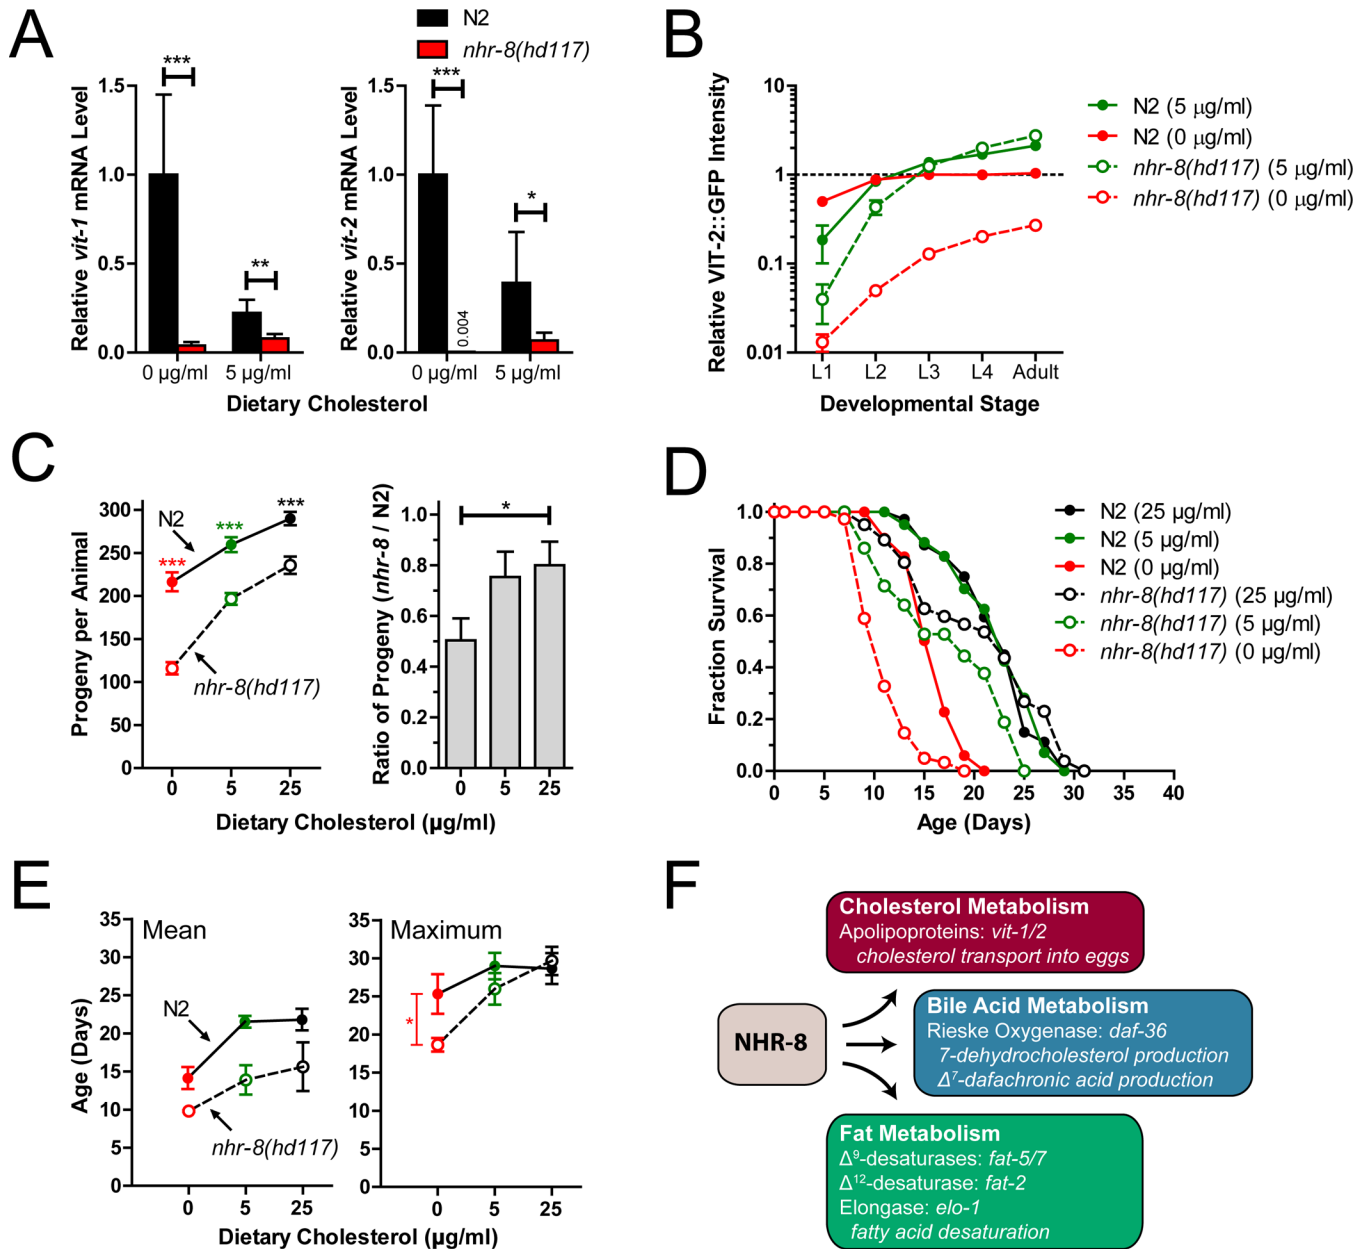 A
N2
nhr-8(hd117)
***
***
**
*
Relative vit-1 mRNA Level
1.5
1.0
0.5
0.0
0 µg/ml
5 µg/ml
Relative vit-2 mRNA Level
1.5
1.0
0.5
0.0
0.004
0 µg/ml
5 µg/ml
Dietary Cholesterol
B
Relative VIT-2::GFP Intensity
10
1
0.1
0.01
L1
L2
L3
L4
Adult
Developmental Stage
N2 (5 µg/ml)
N2 (0 µg/ml)
nhr-8(hd117) (5 µg/ml)
nhr-8(hd117) (0 µg/ml)
C
Progeny per Animal
300
250
200
150
100
50
0
N2
***
***
***
nhr-8(hd117)
0
5
25
Ratio of Progeny (nhr-8 / N2)
1.0
0.8
0.6
0.4
0.2
0.0
*
0
5
25
Dietary Cholesterol (µg/ml)
D
Fraction Survival
1.0
0.8
0.6
0.4
0.2
0.0
0
5
10
15
20
25
30
35
40
Age (Days)
N2 (25 µg/ml)
N2 (5 µg/ml)
N2 (0 µg/ml)
nhr-8(hd117) (25 µg/ml)
nhr-8(hd117) (5 µg/ml)
nhr-8(hd117) (0 µg/ml)
E
Age (Days)
35
30
25
20
15
10
5
0
Mean
N2
nhr-8(hd117)
0
5
25
35
30
25
20
15
10
5
0
Maximum
*
0
5
25
Dietary Cholesterol (µg/ml)
F
NHR-8
Cholesterol Metabolism
Apolipoproteins: vit-1/2
cholesterol transport into eggs
Bile Acid Metabolism
Rieske Oxygenase: daf-36
7-dehydrocholesterol production
Δ⁷-dafachronic acid production
Fat Metabolism
Δ⁹-desaturases: fat-5/7
Δ¹²-desaturase: fat-2
Elongase: elo-1
fatty acid desaturation